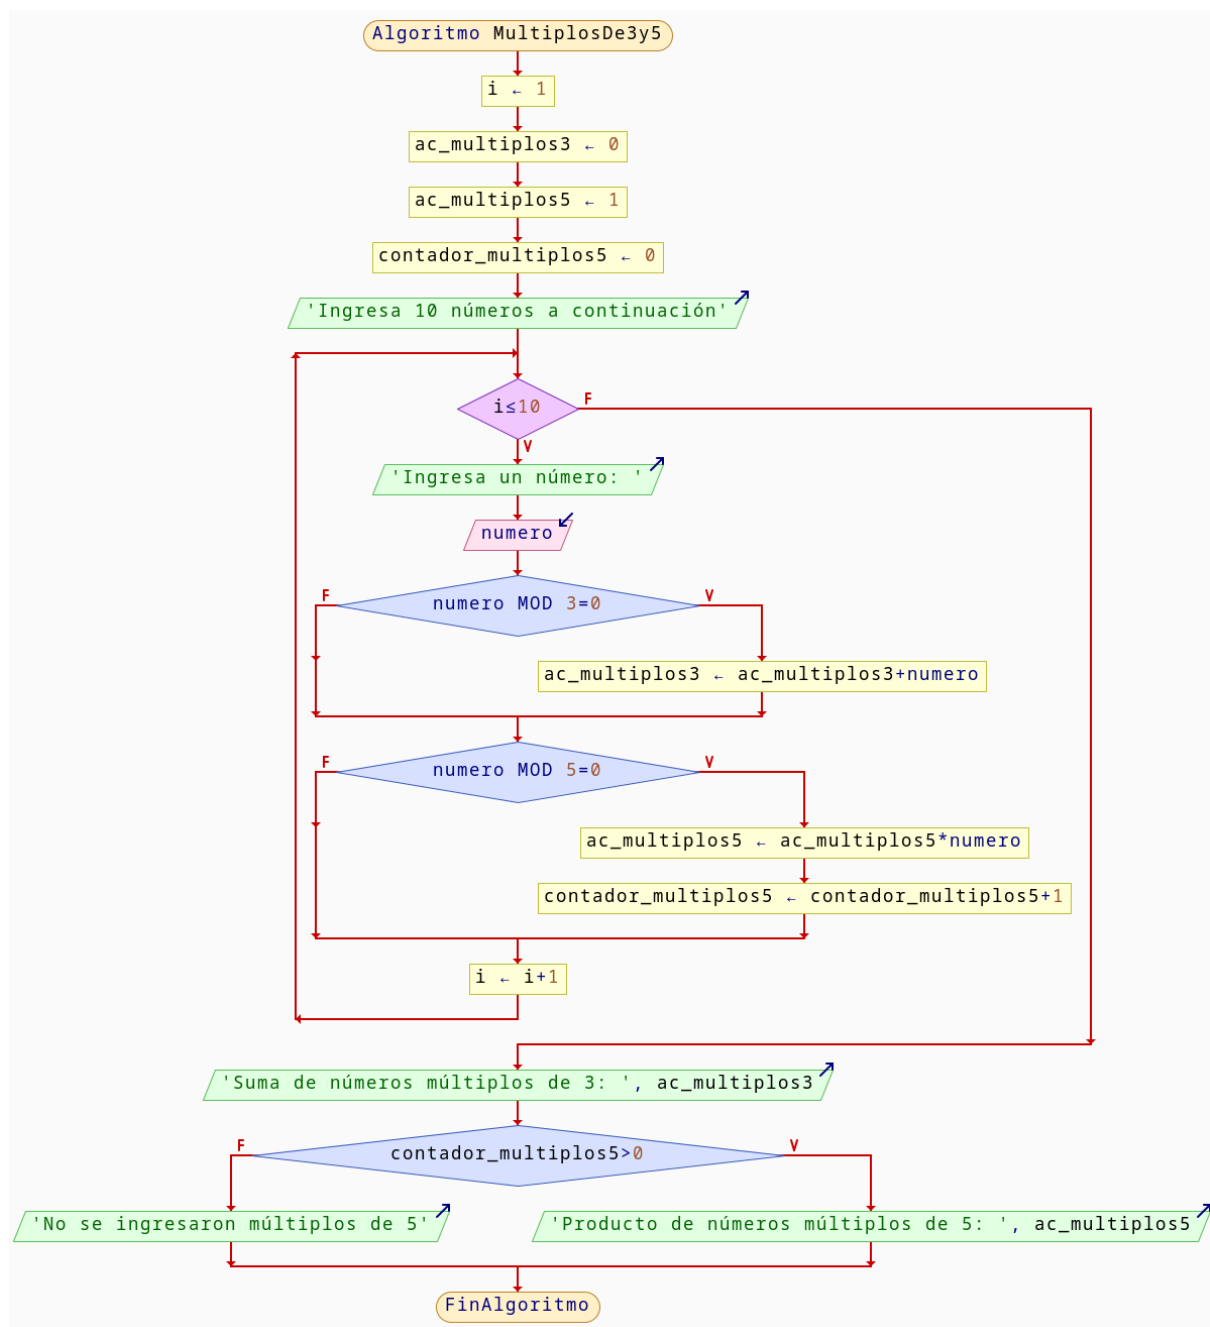 Algoritmo MultiplosDe3y5
i ← 1
ac_multiplos3 ← 0
ac_multiplos5 ← 1
contador_multiplos5 ← 0
'Ingresa 10 números a continuación'
i≤10
F
V
'Ingresa un número: '
numero
F
numero MOD 3=0
V
ac_multiplos3 ← ac_multiplos3+numero
F
numero MOD 5=0
V
ac_multiplos5 ← ac_multiplos5*numero
contador_multiplos5 ← contador_multiplos5+1
i ← i+1
'Suma de números múltiplos de 3: ', ac_multiplos3
F
contador_multiplos5>0
V
'No se ingresaron múltiplos de 5'
'Producto de números múltiplos de 5: ', ac_multiplos5
FinAlgoritmo